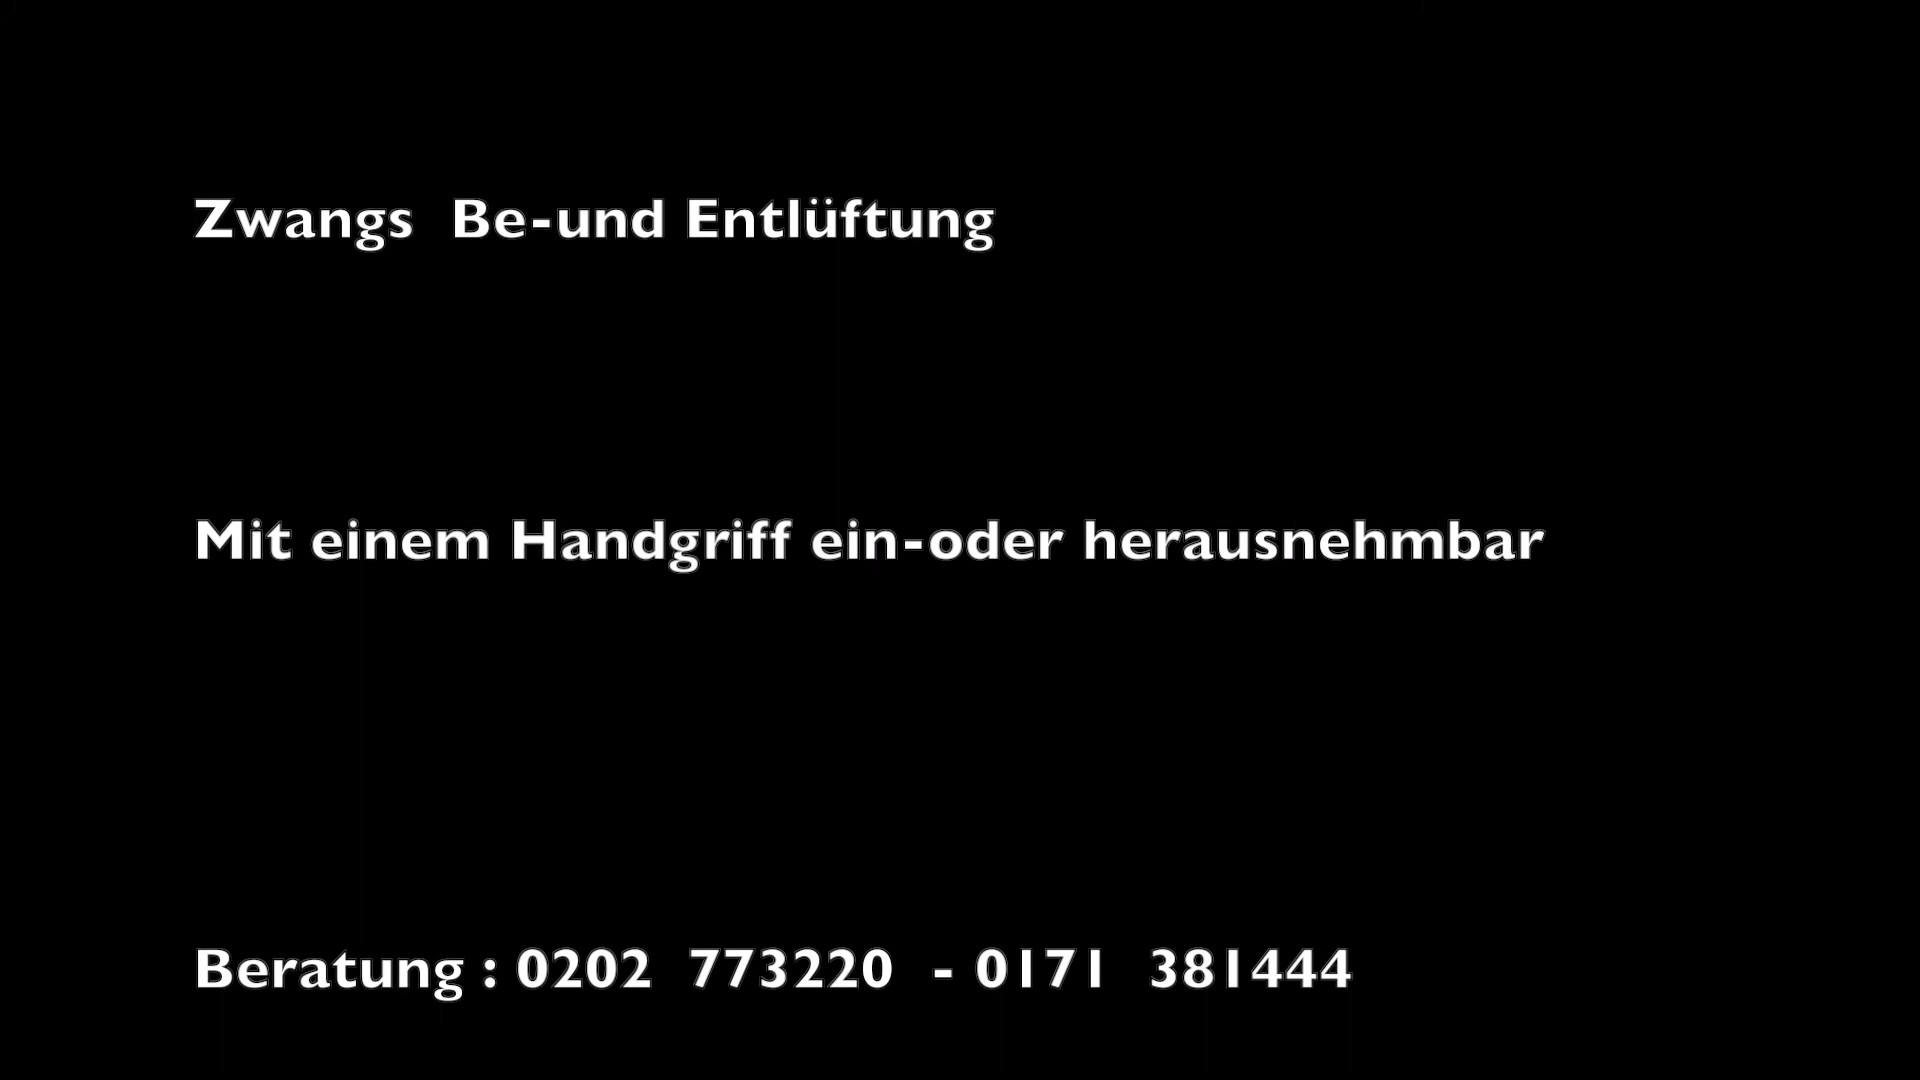 Zwangs  Be-und Entlüftung
Mit einem Handgriff ein-oder herausnehmbar
Beratung : 0202  773220  - 0171  381444